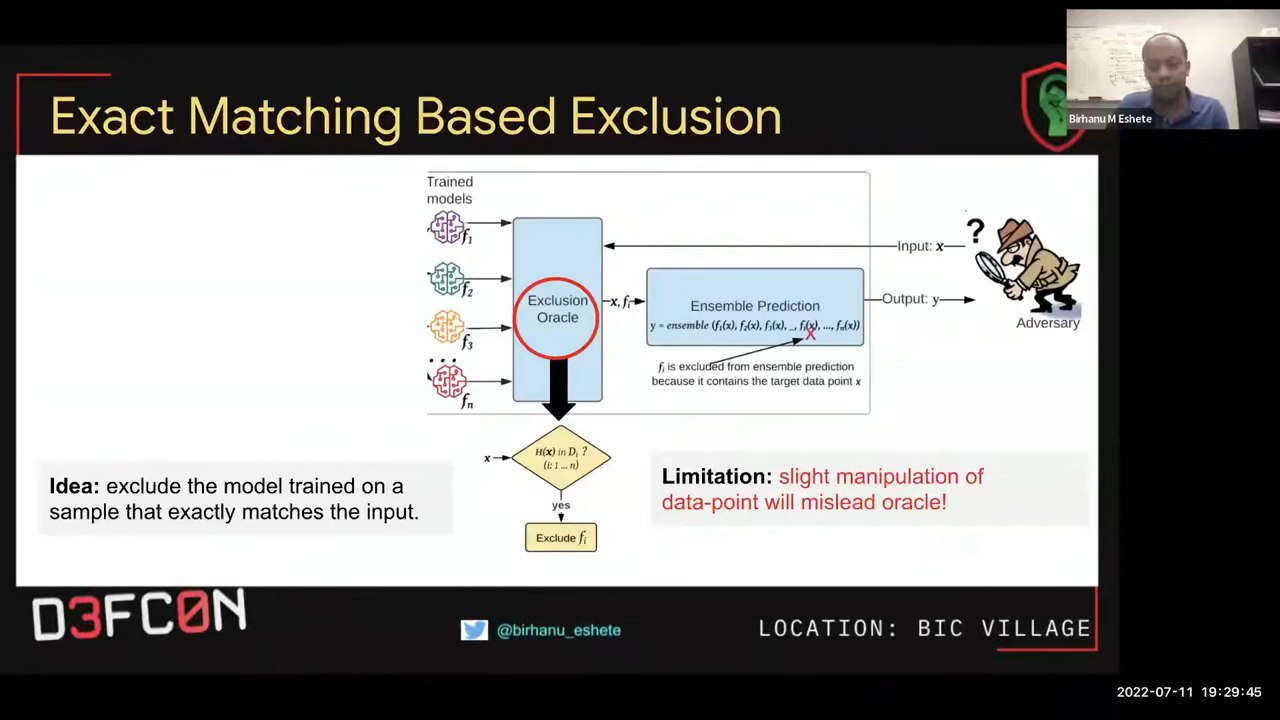 Exact Matching Based Exclusion
Birhanu M Eshete
Trained
models
f1
f2
f3
...
fn
Exclusion
Oracle
x, fi
Input: x
?
Ensemble Prediction
y = ensemble (f1(x), f2(x), f3(x), .., fi(x), ..., fn(x))
X
Output: y
Adversary
fi is excluded from ensemble prediction
because it contains the target data point x
x
H(x) in Di ?
(i: 1 ... n)
yes
Exclude fi
Idea: exclude the model trained on a
sample that exactly matches the input.
Limitation: slight manipulation of
data-point will mislead oracle!
D3FC0N
@birhanu_eshete
LOCATION: BIC VILLAGE
2022-07-11 19:29:45